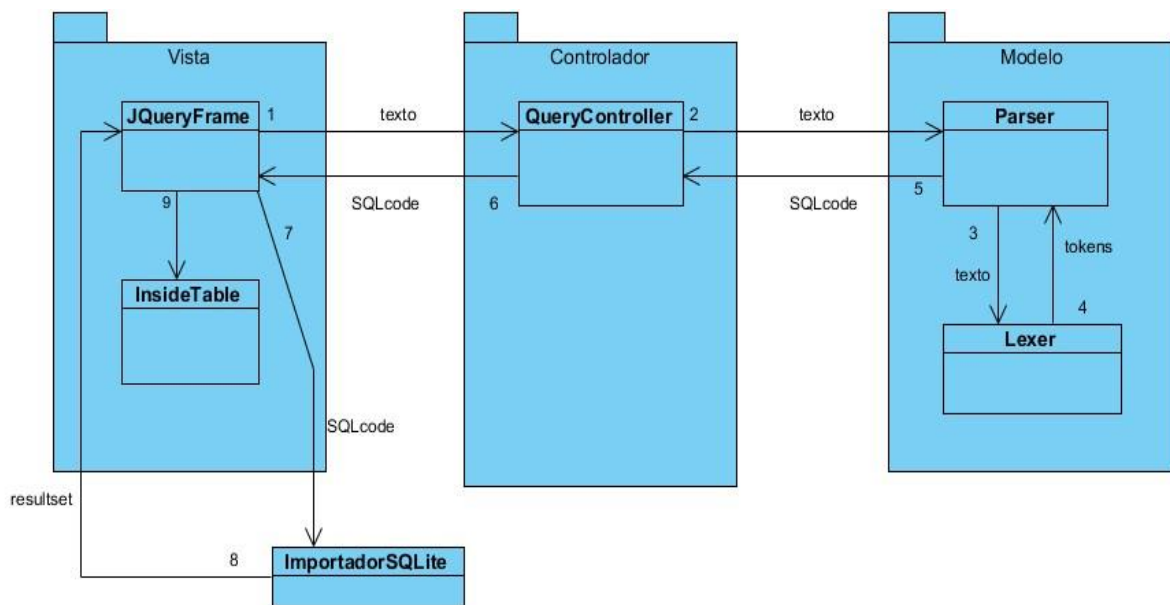 Vista
Controlador
Modelo
JQueryFrame
1
texto
QueryController
2
texto
Parser
9
7
SQLcode
6
SQLcode
5
3
tokens
texto
4
InsideTable
Lexer
SQLcode
resultset
8
ImportadorSQLite